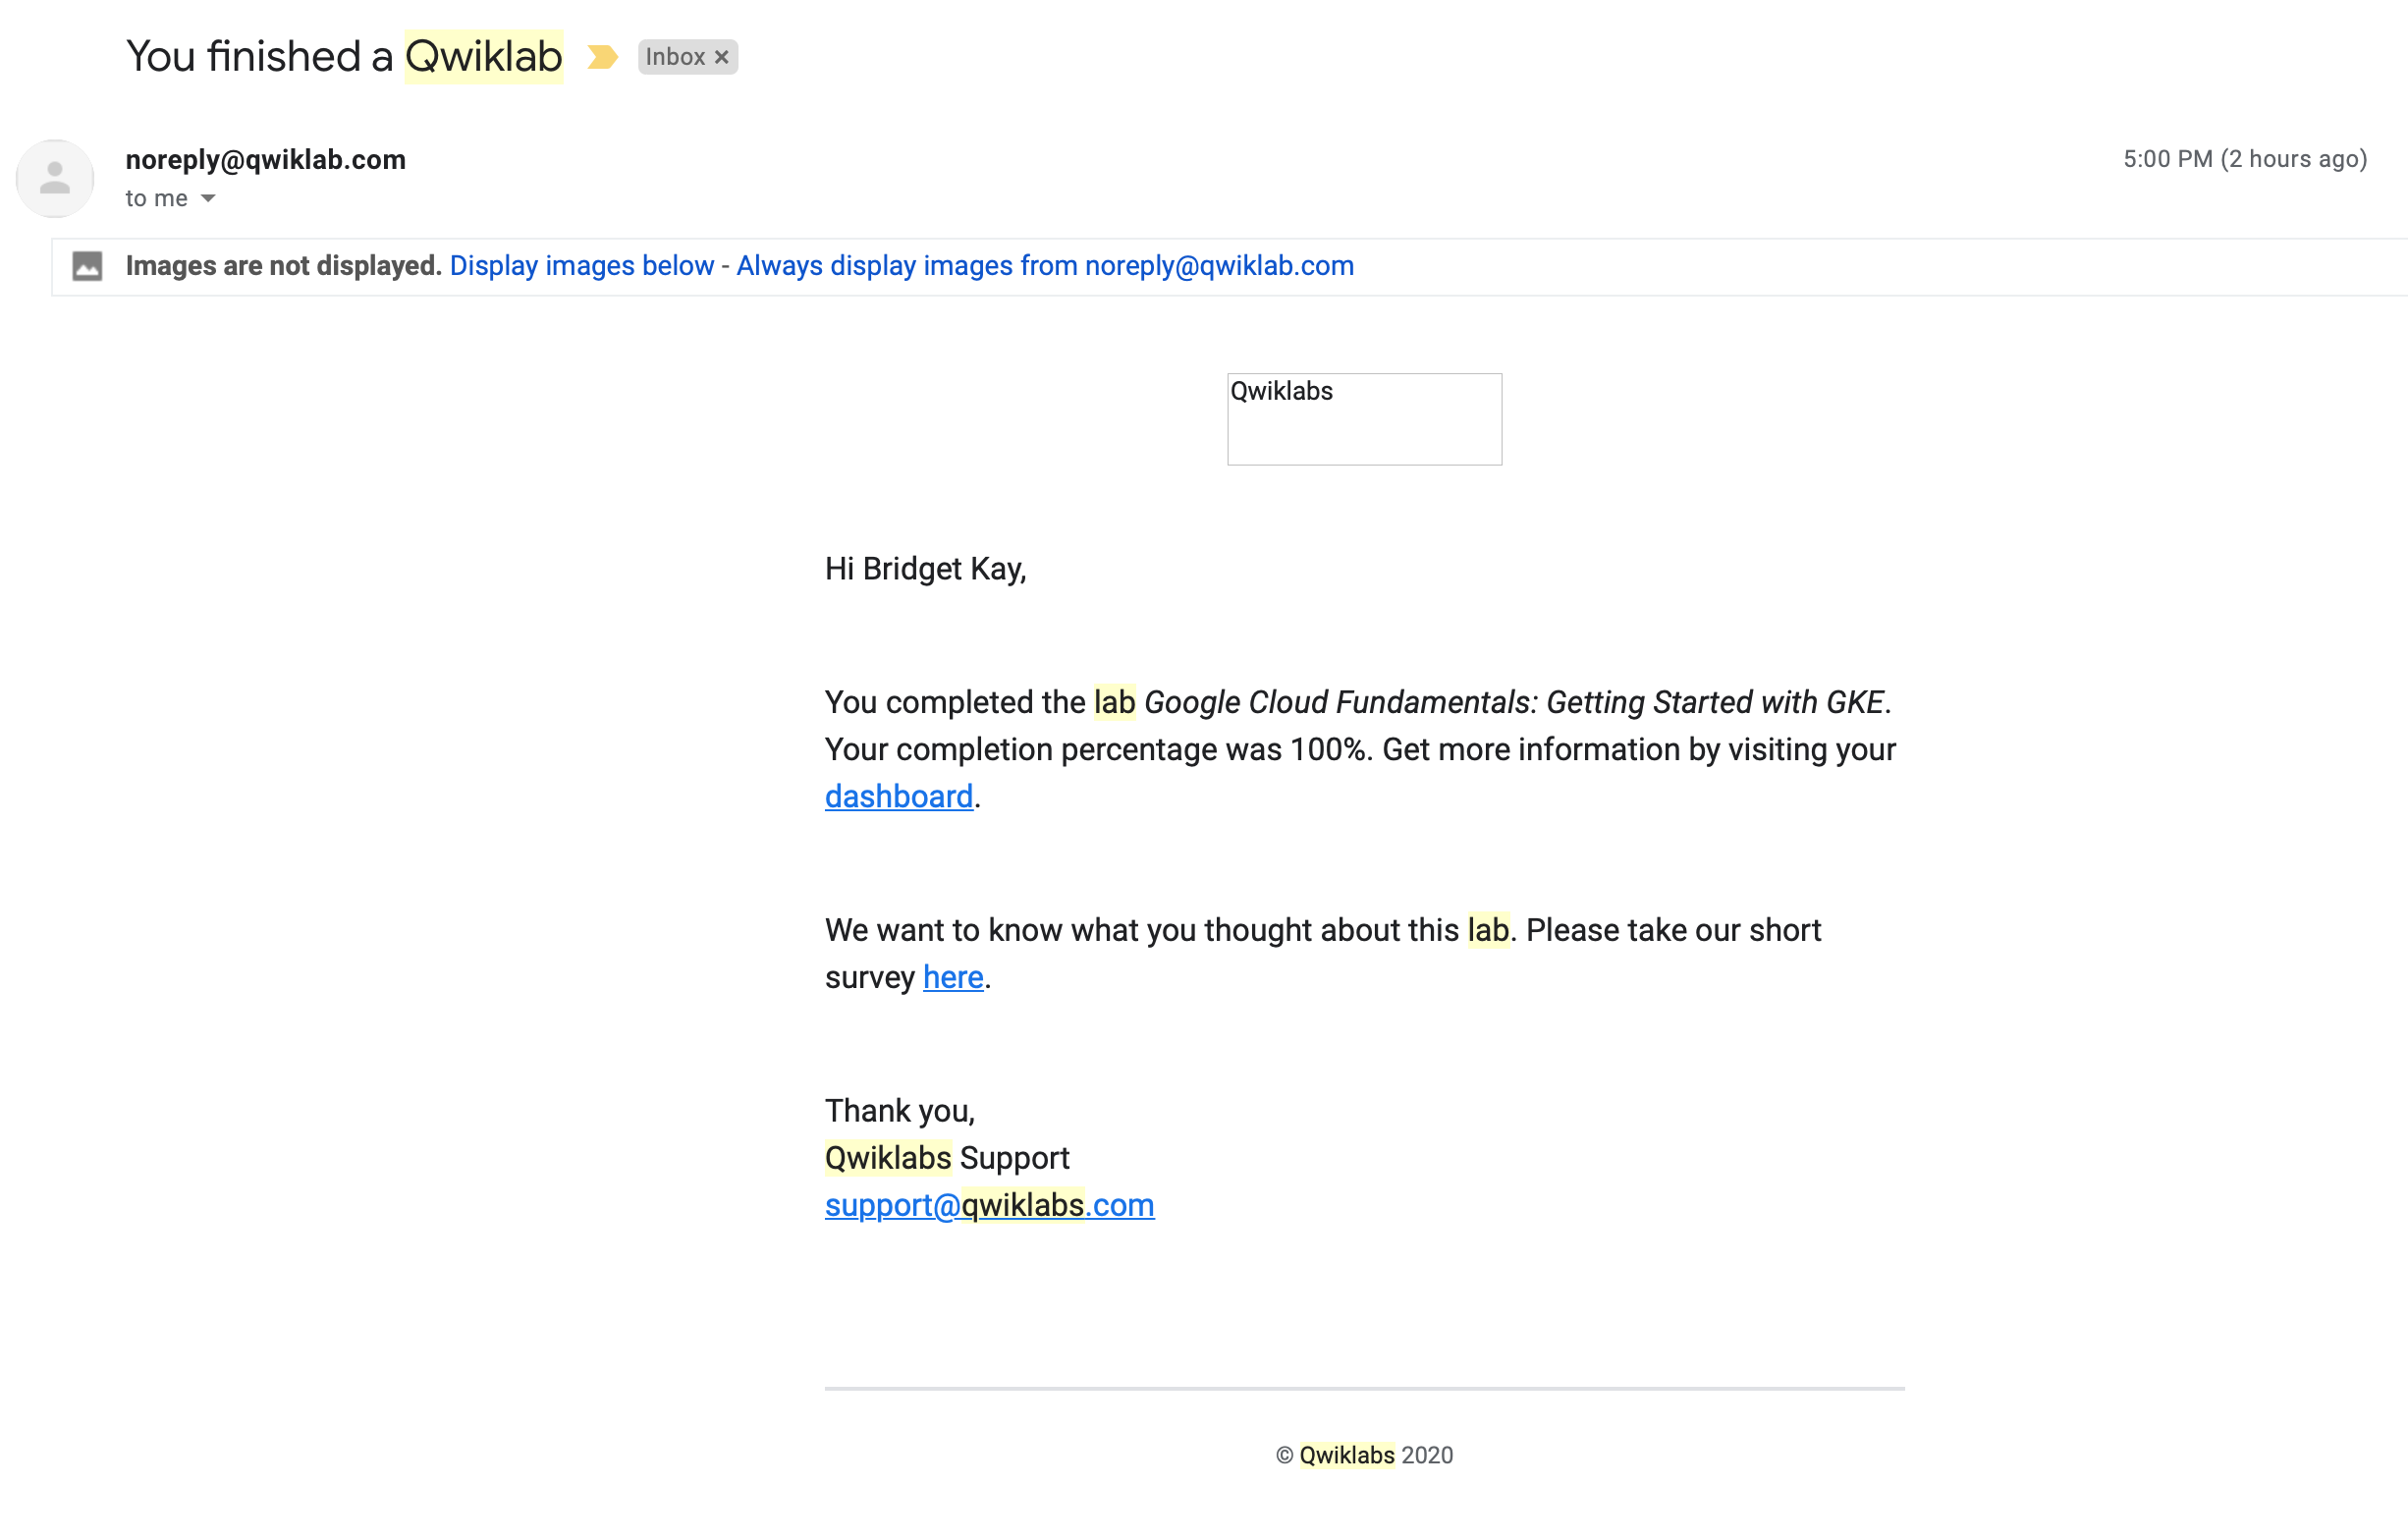 You finished a Qwiklab Inbox ×
noreply@qwiklab.com 5:00 PM (2 hours ago)
to me
Images are not displayed. Display images below - Always display images from noreply@qwiklab.com
Qwiklabs
Hi Bridget Kay,
You completed the lab Google Cloud Fundamentals: Getting Started with GKE.
Your completion percentage was 100%. Get more information by visiting your
dashboard.
We want to know what you thought about this lab. Please take our short
survey here.
Thank you,
Qwiklabs Support
support@qwiklabs.com
© Qwiklabs 2020